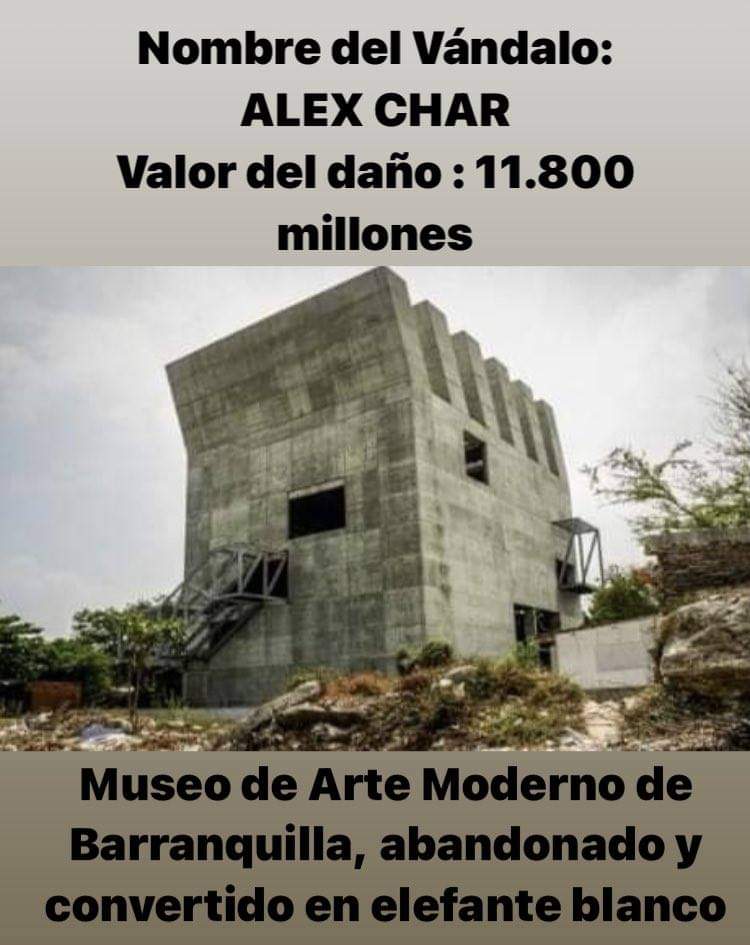 Nombre del Vándalo:
ALEX CHAR
Valor del daño : 11.800
millones
Museo de Arte Moderno de
Barranquilla, abandonado y
convertido en elefante blanco